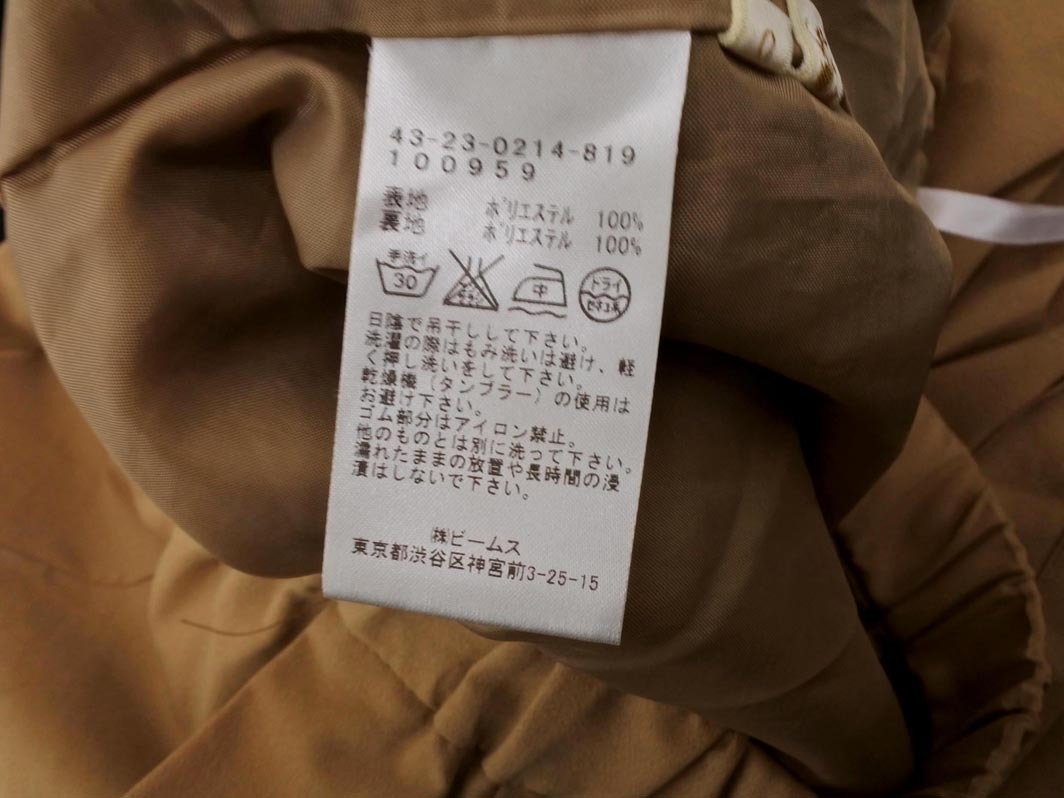 43-23-0214-819
100959
表地 ポリエステル 100%
裏地 ポリエステル 100%
手洗イ 30 中 ドライ セキユ系
日陰で吊干しして下さい。
洗濯の際はもみ洗いは避け、軽
く押し洗いをして下さい。
乾燥機(タンブラー)の使用は
お避け下さい。
ゴム部分はアイロン禁止。
他のものとは別に洗って下さい。
濡れたままの放置や長時間の浸
漬はしないで下さい。
㈱ビームス
東京都渋谷区神宮前3-25-15